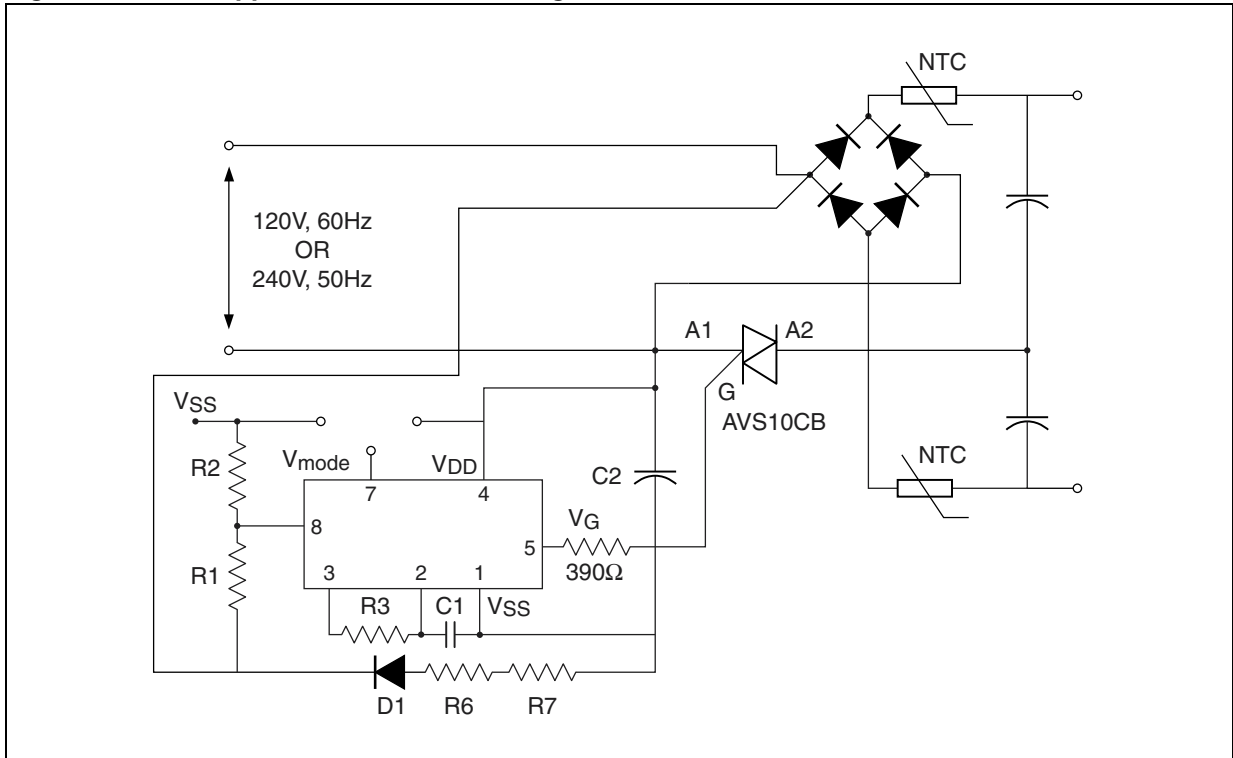 NTC
120V, 60Hz
OR
240V, 50Hz
A1
A2
G
AVS10CB
VSS
R2
Vmode
VDD
C2
NTC
7
4
8
VG
5
390Ω
R1
3
2
1
R3
C1
VSS
D1
R6
R7